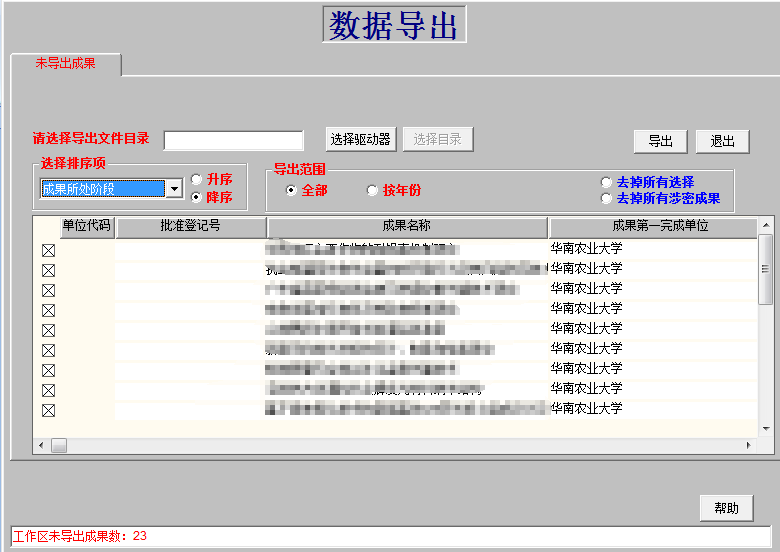 数据导出
未导出成果
请选择导出文件目录 选择驱动器 选择目录 导出 退出
选择排序项 导出范围
成果所处阶段 升序 降序 全部 按年份 去掉所有选择
去掉所有涉密成果
单位代码 批准登记号 成果名称 成果第一完成单位
华南农业大学
华南农业大学
华南农业大学
华南农业大学
华南农业大学
华南农业大学
华南农业大学
华南农业大学
华南农业大学
帮助
工作区未导出成果数：23